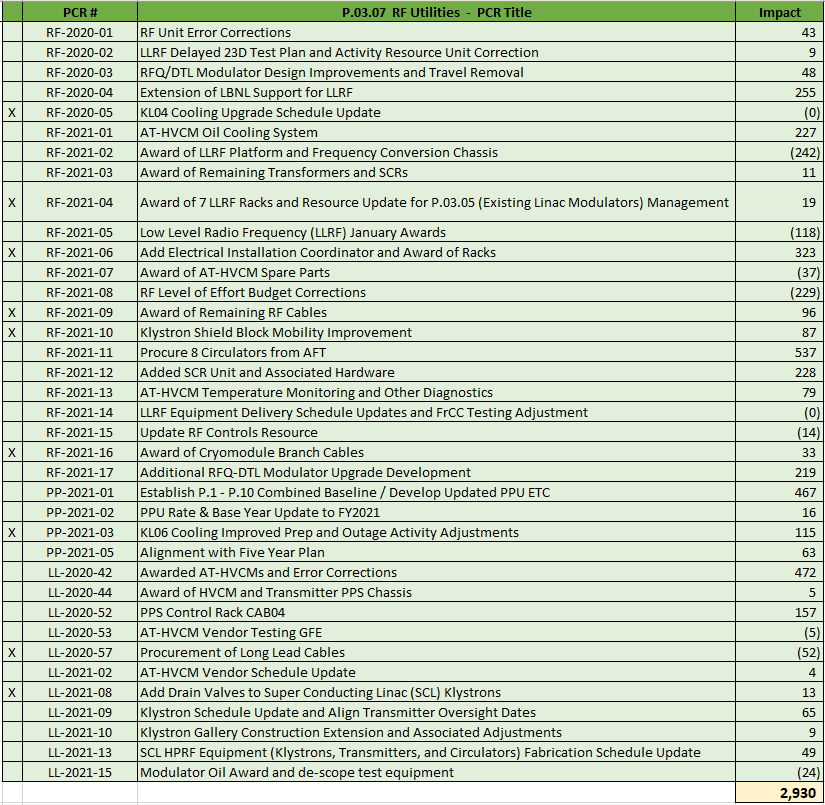 PCR # P.03.07 RF Utilities - PCR Title Impact
RF-2020-01 RF Unit Error Corrections 43
RF-2020-02 LLRF Delayed 23D Test Plan and Activity Resource Unit Correction 9
RF-2020-03 RFQ/DTL Modulator Design Improvements and Travel Removal 48
RF-2020-04 Extension of LBNL Support for LLRF 255
X RF-2020-05 KL04 Cooling Upgrade Schedule Update (0)
RF-2021-01 AT-HVCM Oil Cooling System 227
RF-2021-02 Award of LLRF Platform and Frequency Conversion Chassis (242)
RF-2021-03 Award of Remaining Transformers and SCRs 11
X RF-2021-04 Award of 7 LLRF Racks and Resource Update for P.03.05 (Existing Linac Modulators) Management 19
RF-2021-05 Low Level Radio Frequency (LLRF) January Awards (118)
X RF-2021-06 Add Electrical Installation Coordinator and Award of Racks 323
RF-2021-07 Award of AT-HVCM Spare Parts (37)
RF-2021-08 RF Level of Effort Budget Corrections (229)
X RF-2021-09 Award of Remaining RF Cables 96
X RF-2021-10 Klystron Shield Block Mobility Improvement 87
RF-2021-11 Procure 8 Circulators from AFT 537
RF-2021-12 Added SCR Unit and Associated Hardware 228
RF-2021-13 AT-HVCM Temperature Monitoring and Other Diagnostics 79
RF-2021-14 LLRF Equipment Delivery Schedule Updates and FrCC Testing Adjustment (0)
RF-2021-15 Update RF Controls Resource (14)
X RF-2021-16 Award of Cryomodule Branch Cables 33
RF-2021-17 Additional RFQ-DTL Modulator Upgrade Development 219
PP-2021-01 Establish P.1 - P.10 Combined Baseline / Develop Updated PPU ETC 467
PP-2021-02 PPU Rate & Base Year Update to FY2021 16
X PP-2021-03 KL06 Cooling Improved Prep and Outage Activity Adjustments 115
PP-2021-05 Alignment with Five Year Plan 63
LL-2020-42 Awarded AT-HVCMs and Error Corrections 472
LL-2020-44 Award of HVCM and Transmitter PPS Chassis 5
LL-2020-52 PPS Control Rack CAB04 157
LL-2020-53 AT-HVCM Vendor Testing GFE (5)
X LL-2020-57 Procurement of Long Lead Cables (52)
LL-2021-02 AT-HVCM Vendor Schedule Update 4
X LL-2021-08 Add Drain Valves to Super Conducting Linac (SCL) Klystrons 13
LL-2021-09 Klystron Schedule Update and Align Transmitter Oversight Dates 65
LL-2021-10 Klystron Gallery Construction Extension and Associated Adjustments 9
LL-2021-13 SCL HPRF Equipment (Klystrons, Transmitters, and Circulators) Fabrication Schedule Update 49
LL-2021-15 Modulator Oil Award and de-scope test equipment (24)
2,930